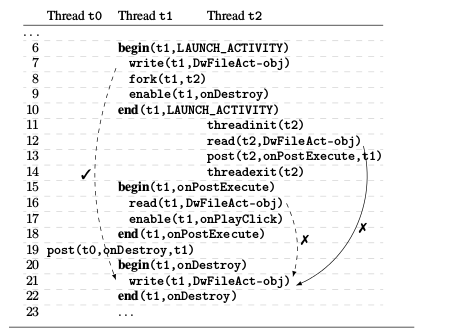 Thread t0 Thread t1 Thread t2
...
6 begin(t1,LAUNCH_ACTIVITY)
7 write(t1,DwFileAct-obj)
8 fork(t1,t2)
9 enable(t1,onDestroy)
10 end(t1,LAUNCH_ACTIVITY)
11 threadinit(t2)
12 read(t2,DwFileAct-obj)
13 post(t2,onPostExecute,t1)
14 threadexit(t2)
15 begin(t1,onPostExecute)
16 read(t1,DwFileAct-obj)
17 enable(t1,onPlayClick)
18 end(t1,onPostExecute)
19 post(t0,onDestroy,t1)
20 begin(t1,onDestroy)
21 write(t1,DwFileAct-obj)
22 end(t1,onDestroy)
23 ...